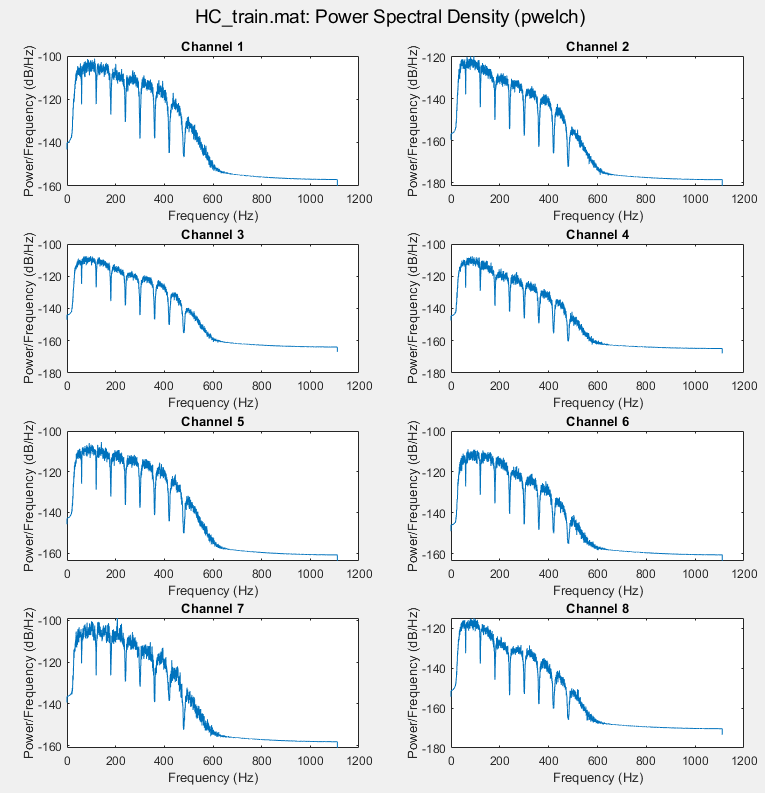 HC_train.mat: Power Spectral Density (pwelch)
Channel 1
Power/Frequency (dB/Hz)
-100
-120
-140
-160
0 200 400 600 800 1000 1200
Frequency (Hz)
Channel 2
Power/Frequency (dB/Hz)
-120
-140
-160
-180
0 200 400 600 800 1000 1200
Frequency (Hz)
Channel 3
Power/Frequency (dB/Hz)
-100
-120
-140
-160
-180
0 200 400 600 800 1000 1200
Frequency (Hz)
Channel 4
Power/Frequency (dB/Hz)
-100
-120
-140
-160
-180
0 200 400 600 800 1000 1200
Frequency (Hz)
Channel 5
Power/Frequency (dB/Hz)
-100
-120
-140
-160
0 200 400 600 800 1000 1200
Frequency (Hz)
Channel 6
Power/Frequency (dB/Hz)
-100
-120
-140
-160
0 200 400 600 800 1000 1200
Frequency (Hz)
Channel 7
Power/Frequency (dB/Hz)
-100
-120
-140
-160
0 200 400 600 800 1000 1200
Frequency (Hz)
Channel 8
Power/Frequency (dB/Hz)
-120
-140
-160
-180
0 200 400 600 800 1000 1200
Frequency (Hz)